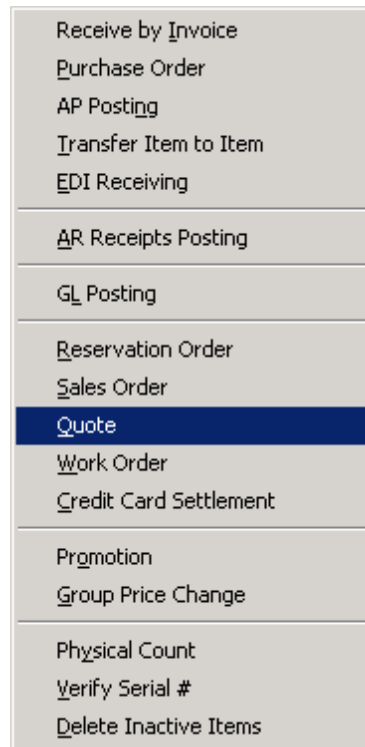 Receive by Invoice
Purchase Order
AP Posting
Transfer Item to Item
EDI Receiving
AR Receipts Posting
GL Posting
Reservation Order
Sales Order
Quote
Work Order
Credit Card Settlement
Promotion
Group Price Change
Physical Count
Verify Serial #
Delete Inactive Items